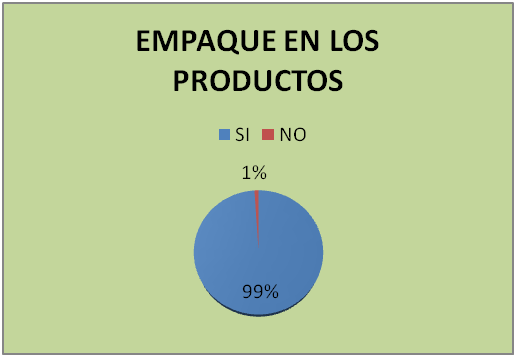 EMPAQUE EN LOS
PRODUCTOS
SI NO
1%
99%